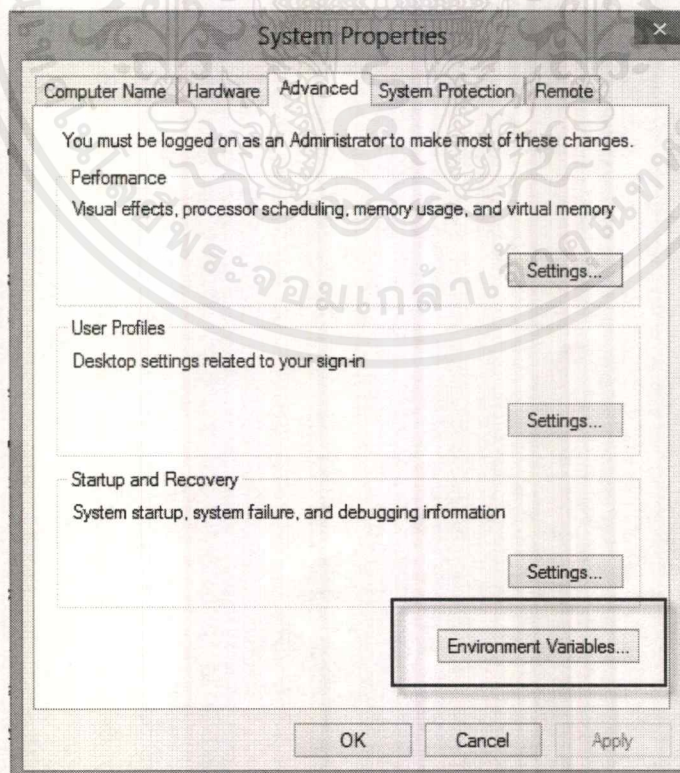 System Properties
Computer Name Hardware Advanced System Protection Remote
You must be logged on as an Administrator to make most of these changes.
Performance
Visual effects, processor scheduling, memory usage, and virtual memory
Settings...
User Profiles
Desktop settings related to your sign-in
Settings...
Startup and Recovery
System startup, system failure, and debugging information
Settings...
Environment Variables...
OK Cancel Apply